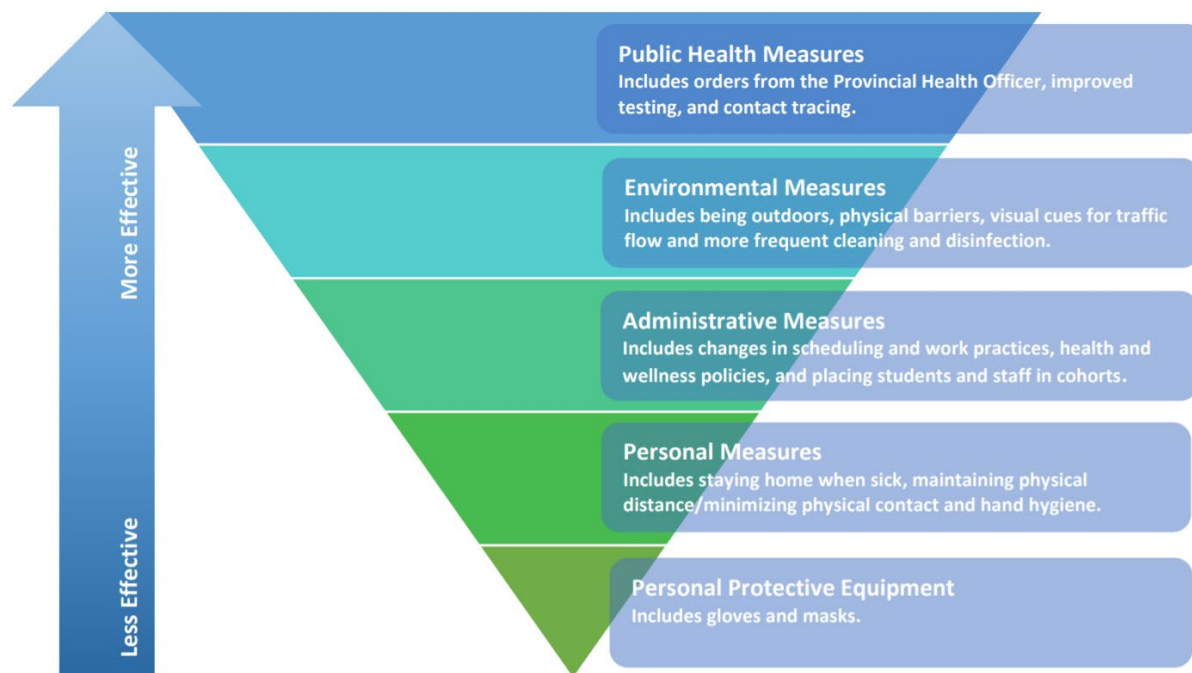 Public Health Measures
Includes orders from the Provincial Health Officer, improved
testing, and contact tracing.
Environmental Measures
Includes being outdoors, physical barriers, visual cues for traffic
flow and more frequent cleaning and disinfection.
Administrative Measures
Includes changes in scheduling and work practices, health and
wellness policies, and placing students and staff in cohorts.
Personal Measures
Includes staying home when sick, maintaining physical
distance/minimizing physical contact and hand hygiene.
Personal Protective Equipment
Includes gloves and masks.
More Effective
Less Effective